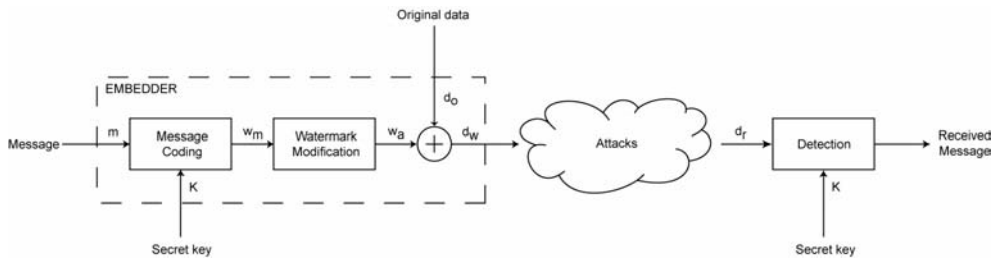 Original data
EMBEDDER
d_o
Message
m
Message
Coding
w_m
Watermark
Modification
w_a
+
d_w
Attacks
d_r
Detection
Received
Message
K
K
Secret key
Secret key